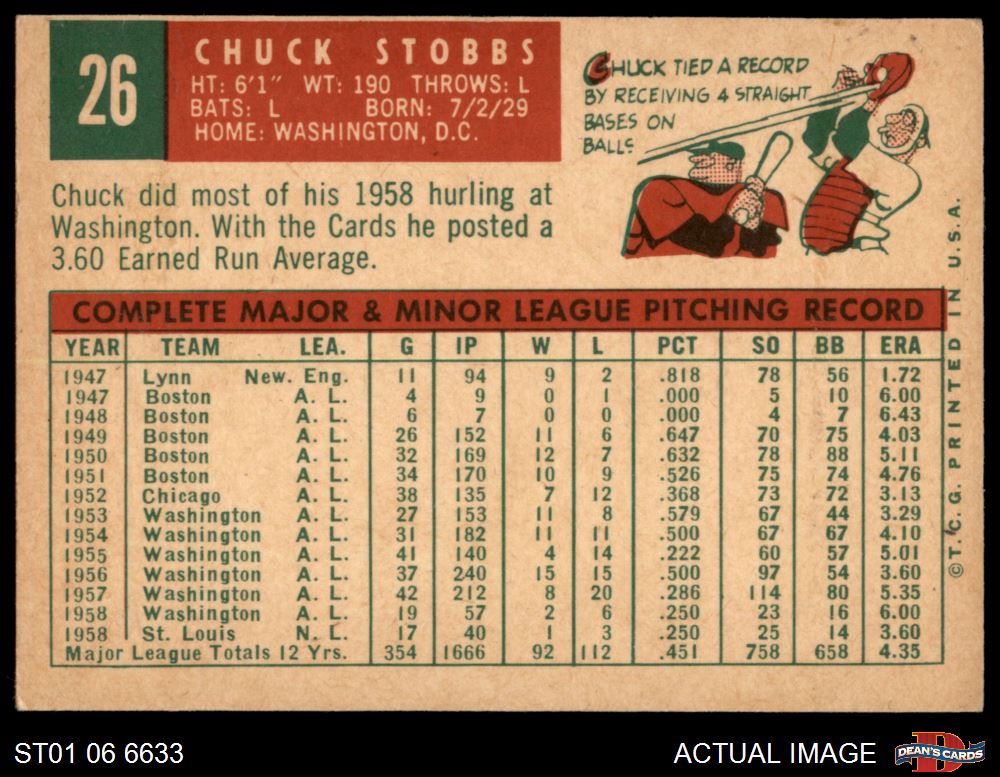 26
CHUCK STOBBS
HT: 6'1" WT: 190 THROWS: L
BATS: L BORN: 7/2/29
HOME: WASHINGTON, D.C.
CHUCK TIED A RECORD
BY RECEIVING 4 STRAIGHT
BASES ON
BALLS
Chuck did most of his 1958 hurling at
Washington. With the Cards he posted a
3.60 Earned Run Average.
COMPLETE MAJOR & MINOR LEAGUE PITCHING RECORD
YEAR TEAM LEA. G IP W L PCT SO BB ERA
1947 Lynn New. Eng. 11 94 9 2 .818 78 56 1.72
1947 Boston A. L. 4 9 0 1 .000 5 10 6.00
1948 Boston A. L. 6 7 0 0 .000 4 7 6.43
1949 Boston A. L. 26 152 11 6 .647 70 75 4.03
1950 Boston A. L. 32 169 12 7 .632 78 88 5.11
1951 Boston A. L. 34 170 10 9 .526 75 74 4.76
1952 Chicago A. L. 38 135 7 12 .368 73 72 3.13
1953 Washington A. L. 27 153 11 8 .579 67 44 3.29
1954 Washington A. L. 31 182 11 11 .500 67 67 4.10
1955 Washington A. L. 41 140 4 14 .222 60 57 5.01
1956 Washington A. L. 37 240 15 15 .500 97 54 3.60
1957 Washington A. L. 42 212 8 20 .286 114 80 5.35
1958 Washington A. L. 19 57 2 6 .250 23 16 6.00
1958 St. Louis N. L. 17 40 1 3 .250 25 14 3.60
Major League Totals 12 Yrs. 354 1666 92 112 .451 758 658 4.35
©T. C. G. PRINTED IN U.S.A.
ST01 06 6633
ACTUAL IMAGE
D
DEAN'S CARDS